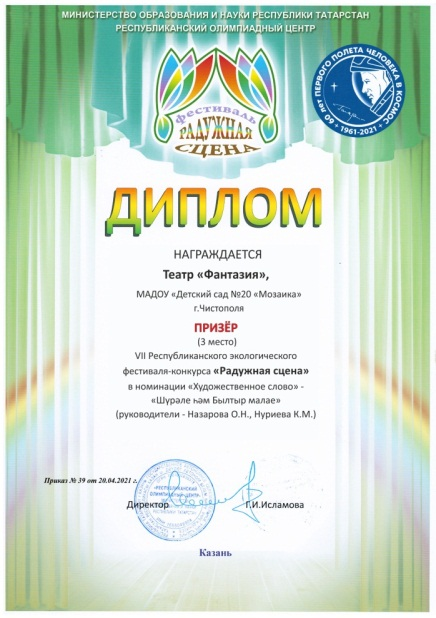 МИНИСТЕРСТВО ОБРАЗОВАНИЯ И НАУКИ РЕСПУБЛИКИ ТАТАРСТАН
РЕСПУБЛИКАНСКИЙ ОЛИМПИАДНЫЙ ЦЕНТР
фестиваль
РАДУЖНАЯ
СЦЕНА
60 ЛЕТ ПЕРВОГО ПОЛЕТА ЧЕЛОВЕКА В КОСМОС
1961-2021
ДИПЛОМ
НАГРАЖДАЕТСЯ
Театр «Фантазия»,
МАДОУ «Детский сад №20 «Мозаика»
г.Чистополя
ПРИЗЁР
(3 место)
VII Республиканского экологического
фестиваля-конкурса «Радужная сцена»
в номинации «Художественное слово» -
«Шүрәле һәм Былтыр малае»
(руководители - Назарова О.Н., Нуриева К.М.)
Приказ № 39 от 20.04.2021 г.
РЕСПУБЛИКАНСКИЙ
ОЛИМПИАДНЫЙ ЦЕНТР
Директор Г.И.Исламова
Казань